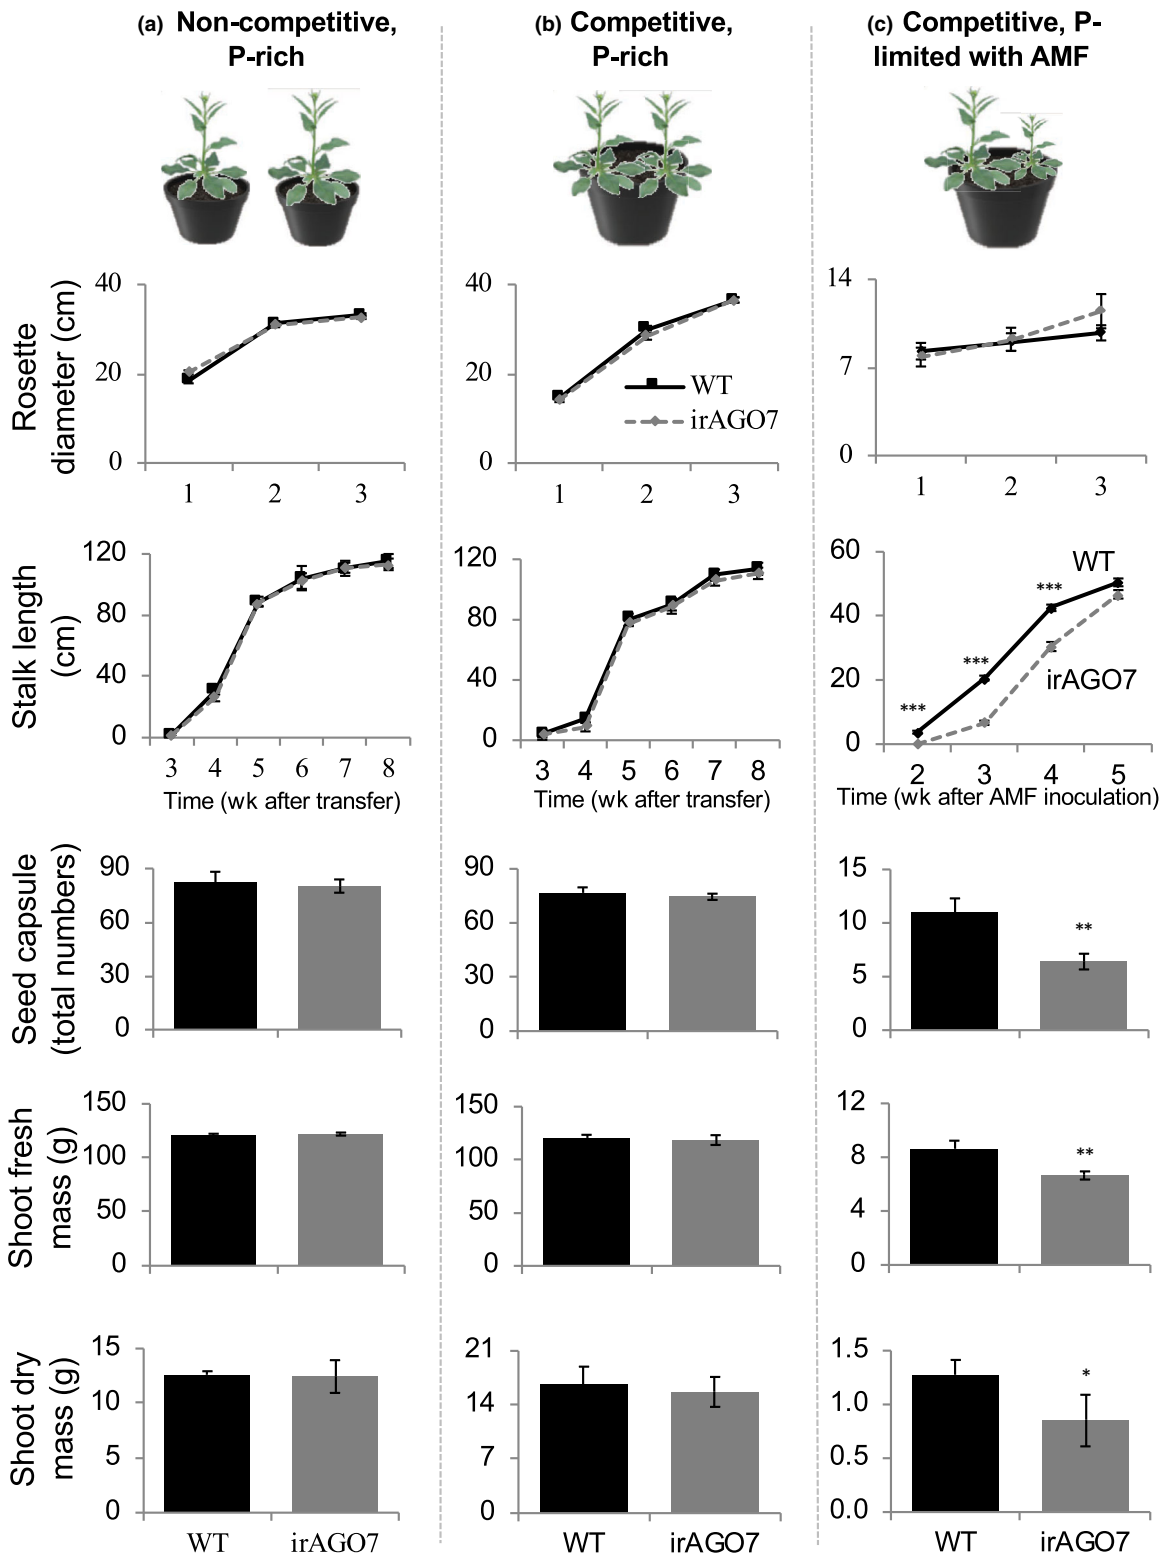 (a) Non-competitive,
P-rich
(b) Competitive,
P-rich
(c) Competitive, P-
limited with AMF
Rosette
diameter (cm)
40
20
0
1 2 3
40
20
0
WT
irAGO7
1 2 3
14
7
0
1 2 3
Stalk length
(cm)
120
80
40
0
3 4 5 6 7 8
Time (wk after transfer)
120
80
40
0
3 4 5 6 7 8
Time (wk after transfer)
60
40
20
0
WT
irAGO7
***
***
***
2 3 4 5
Time (wk after AMF inoculation)
Seed capsule
(total numbers)
90
60
30
0
90
60
30
0
15
10
5
0
**
Shoot fresh
mass (g)
150
100
50
0
150
100
50
0
12
8
4
0
**
Shoot dry
mass (g)
15
10
5
0
WT irAGO7
21
14
7
0
WT irAGO7
1.5
1.0
0.5
0.0
*
WT irAGO7